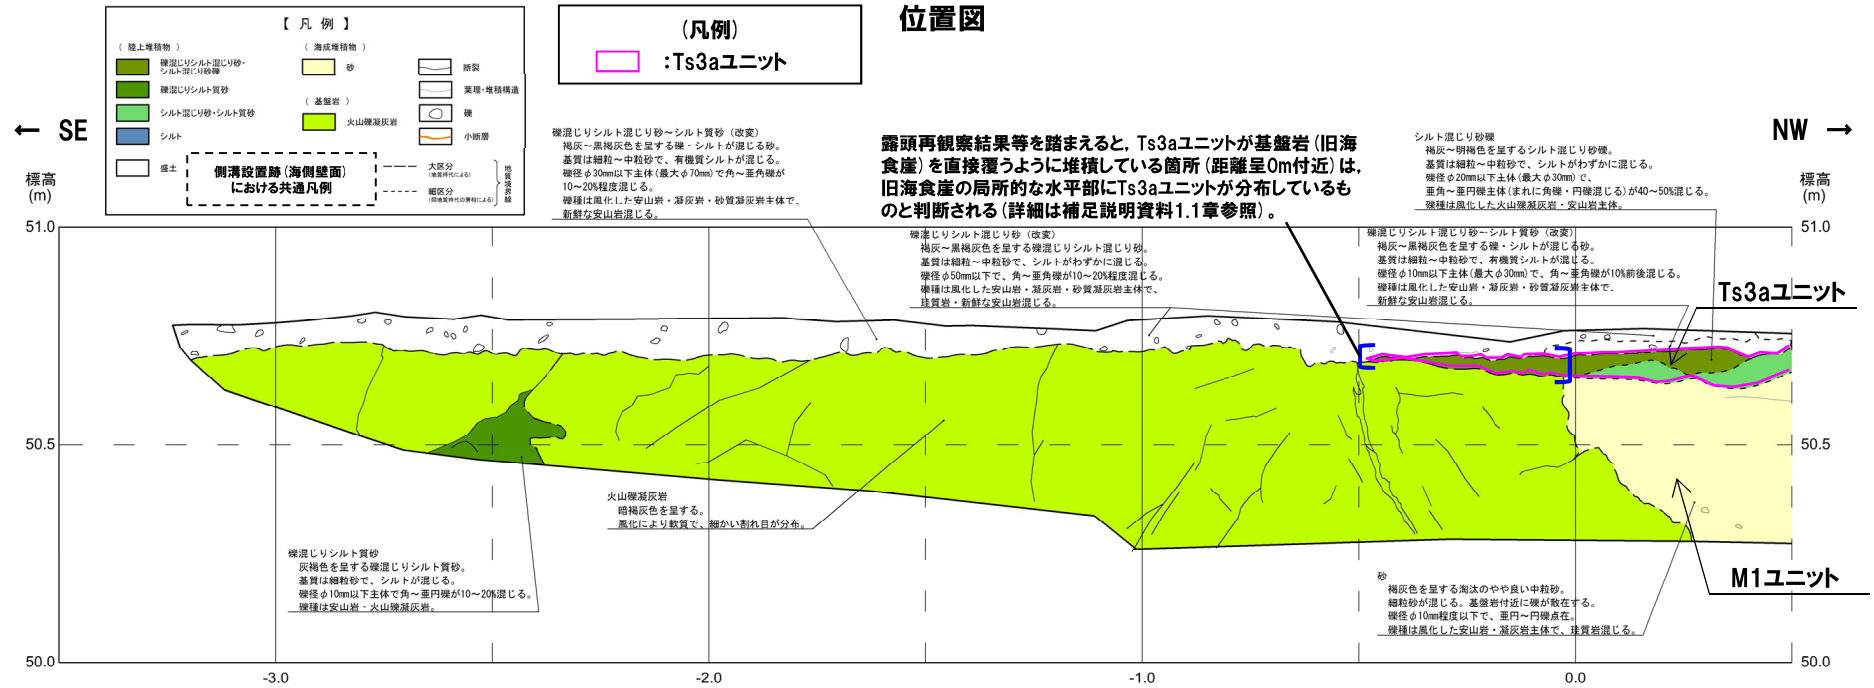 位置図
【 凡 例 】
( 陸上堆積物 )
礫混じりシルト混じり砂・
シルト混じり砂礫
礫混じりシルト質砂
シルト混じり砂・シルト質砂
シルト
盛土
( 海成堆積物 )
砂
( 基盤岩 )
火山礫凝灰岩
断裂
葉理・堆積構造
礫
小断層
側溝設置跡(海側壁面)
における共通凡例
大区分
(地質時代による)
細区分
(同地質時代の層相による)
地質境界線
(凡例)
:Ts3aユニット
← SE
NW →
標高
(m)
標高
(m)
礫混じりシルト混じり砂～シルト質砂(改変)
褐灰～黒褐灰色を呈する礫・シルトが混じる砂。
基質は細粒～中粒砂で、有機質シルトが混じる。
礫径φ30mm以下主体(最大φ70mm)で角～亜角礫が
10～20%程度混じる。
礫種は風化した安山岩・凝灰岩・砂質凝灰岩主体で、
新鮮な安山岩混じる。
露頭再観察結果等を踏まえると，Ts3aユニットが基盤岩(旧海
食崖)を直接覆うように堆積している箇所(距離呈0m付近)は，
旧海食崖の局所的な水平部にTs3aユニットが分布しているも
のと判断される(詳細は補足説明資料1.1章参照)。
シルト混じり砂礫
褐灰～明褐色を呈するシルト混じり砂礫。
基質は細粒～中粒砂で、シルトがわずかに混じる。
礫径φ20mm以下主体(最大φ30mm)で、
亜角～亜円礫主体(まれに角礫・円礫混じる)が40～50%混じる。
礫種は風化した火山礫凝灰岩・安山岩主体。
礫混じりシルト混じり砂(改変)
褐灰～黒褐灰色を呈する礫混じりシルト混じり砂。
基質は細粒～中粒砂で、シルトがわずかに混じる。
礫径φ50mm以下で、角～亜角礫が10～20%程度混じる。
礫種は風化した安山岩・凝灰岩・砂質凝灰岩主体で、
珪質岩・新鮮な安山岩混じる。
礫混じりシルト混じり砂～シルト質砂(改変)
褐灰～黒褐灰色を呈する礫・シルトが混じる砂。
基質は細粒～中粒砂で、有機質シルトが混じる。
礫径φ10mm以下主体(最大φ30mm)で、角～亜角礫が10%前後混じる。
礫種は風化した安山岩・凝灰岩・砂質凝灰岩主体で、
新鮮な安山岩混じる。
Ts3aユニット
51.0
51.0
50.5
50.5
火山礫凝灰岩
暗褐灰色を呈する。
風化により軟質で、細かい割れ目が分布。
礫混じりシルト質砂
灰褐色を呈する礫混じりシルト質砂。
基質は細粒砂で、シルトが混じる。
礫径φ10mm以下主体で角～亜円礫が10～20%混じる。
礫種は安山岩・火山礫凝灰岩。
M1ユニット
砂
褐灰色を呈する淘汰のやや良い中粒砂。
細粒砂が混じる。基盤岩付近に礫が散在する。
礫径φ10mm程度以下で、亜円～円礫点在。
礫種は風化した安山岩・凝灰岩主体で、珪質岩混じる。
50.0
50.0
-3.0
-2.0
-1.0
0.0